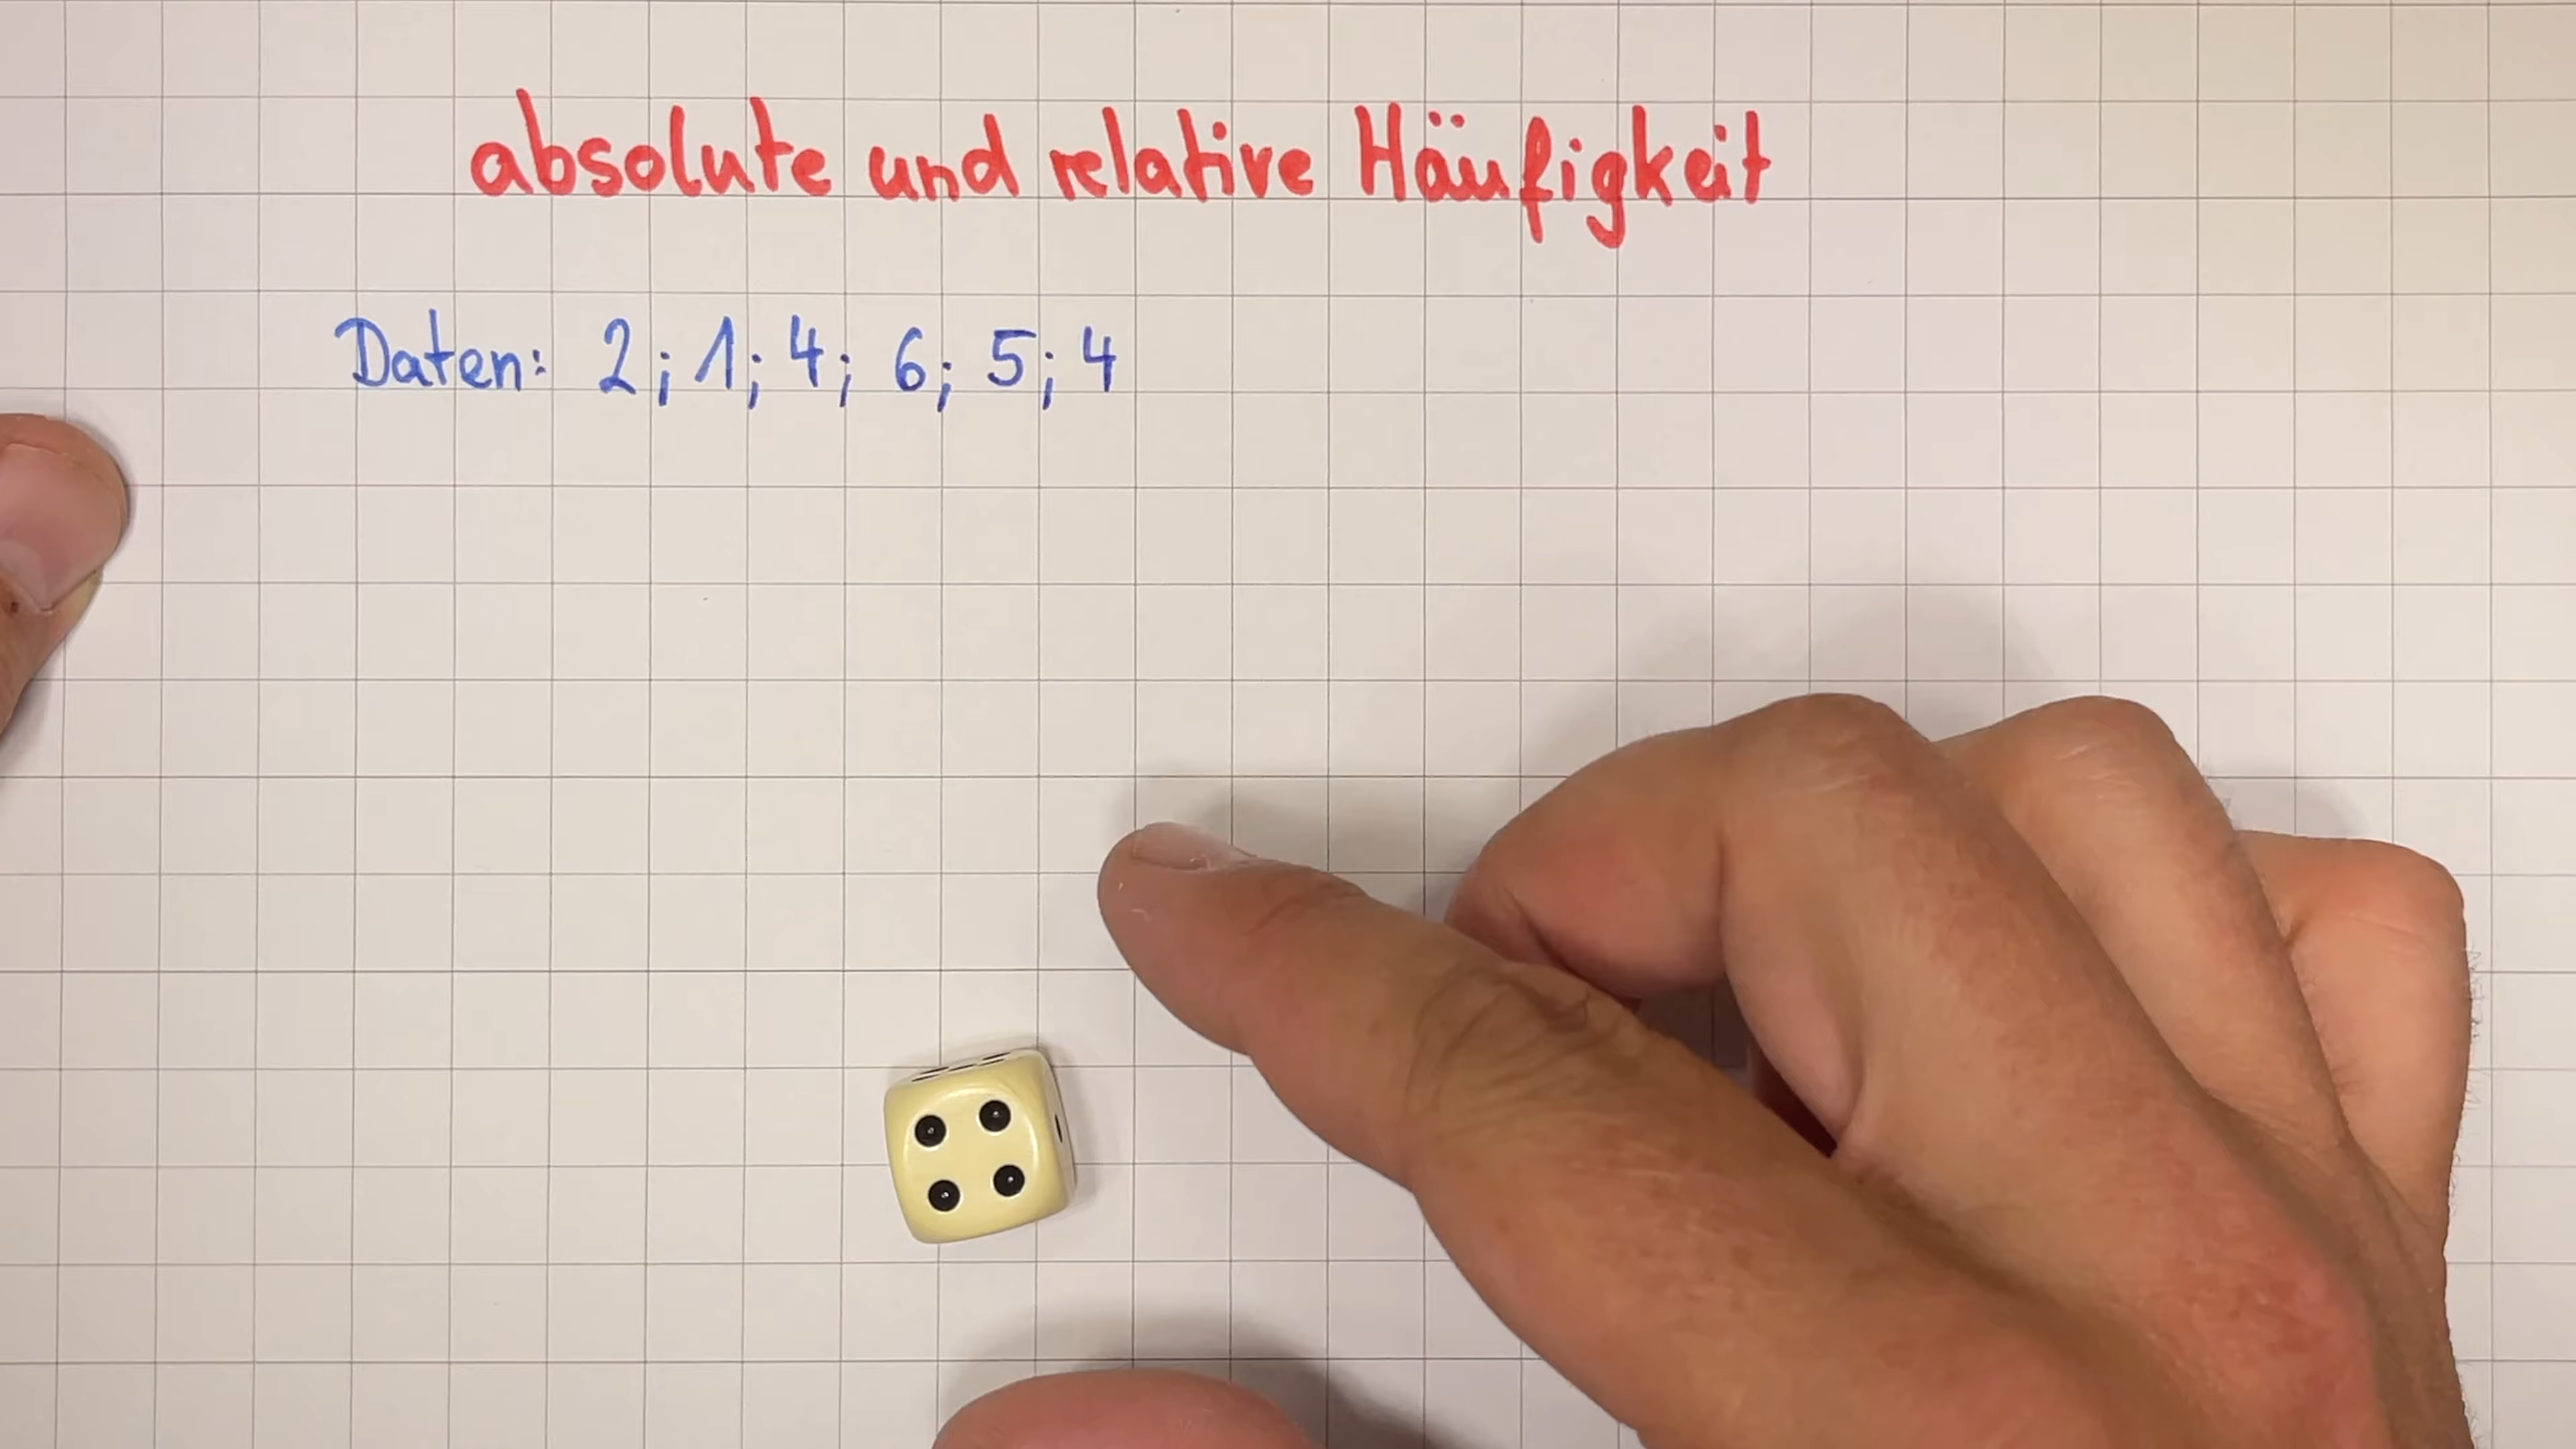 absolute und relative Häufigkeit
Daten: 2; 1; 4; 6; 5; 4